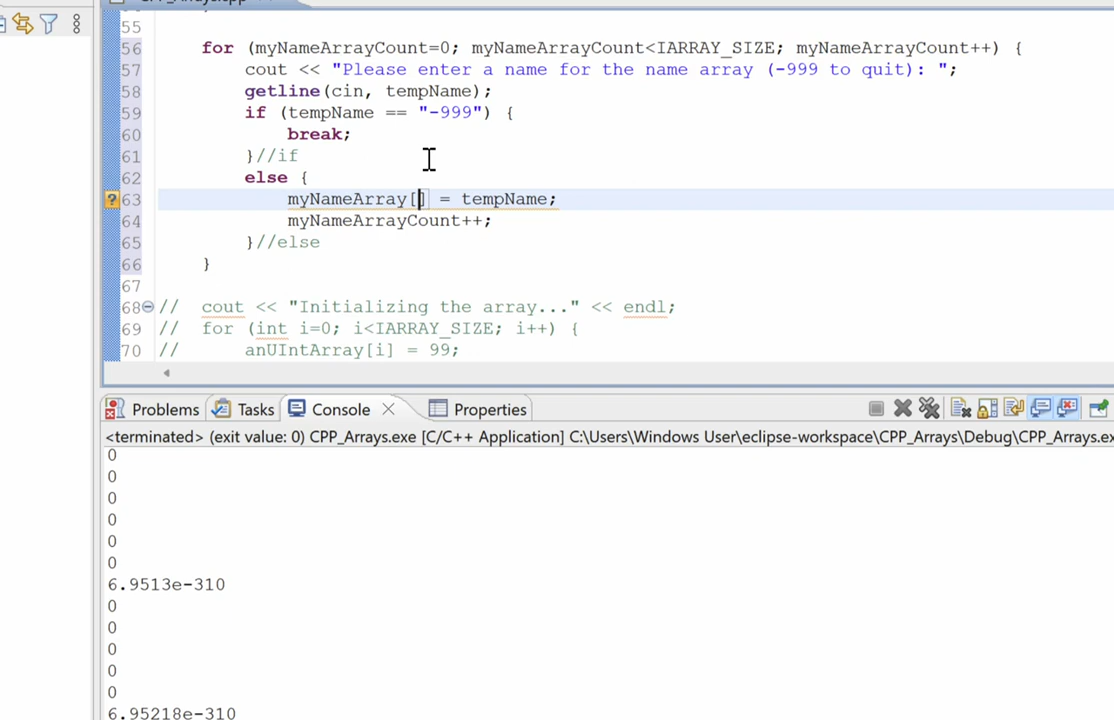 CPP_Arrays.cpp
55
56 for (myNameArrayCount=0; myNameArrayCount<IARRAY_SIZE; myNameArrayCount++) {
57 cout << "Please enter a name for the name array (-999 to quit): ";
58 getline(cin, tempName);
59 if (tempName == "-999") {
60 break;
61 }//if
62 else {
63 myNameArray[] = tempName;
64 myNameArrayCount++;
65 }//else
66 }
67
68 // cout << "Initializing the array..." << endl;
69 // for (int i=0; i<IARRAY_SIZE; i++) {
70 // anUIntArray[i] = 99;
Problems Tasks Console Properties
<terminated> (exit value: 0) CPP_Arrays.exe [C/C++ Application] C:\Users\Windows User\eclipse-workspace\CPP_Arrays\Debug\CPP_Arrays.ex
0
0
0
0
0
0
6.9513e-310
0
0
0
0
0
6.95218e-310